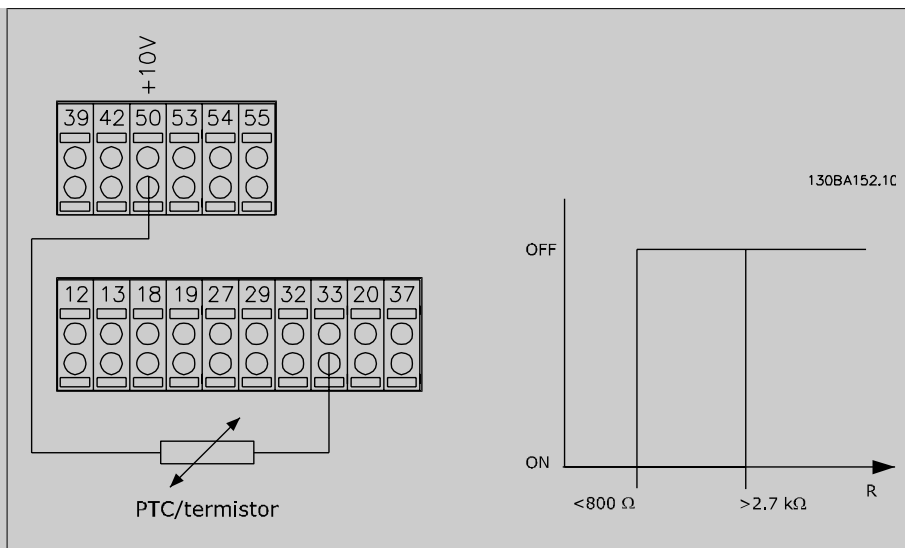 +10V
39 42 50 53 54 55
130BA152.10
OFF
12 13 18 19 27 29 32 33 20 37
ON
R
<800 Ω >2.7 kΩ
PTC/termistor